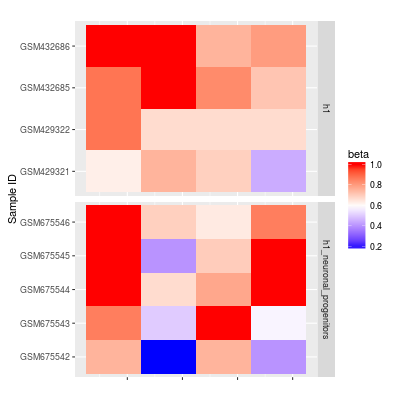 GSM432686
GSM432685
GSM429322
GSM429321
h1
GSM675546
GSM675545
GSM675544
GSM675543
GSM675542
h1_neuronal_progenitors
Sample ID
beta
1.0
0.8
0.6
0.4
0.2